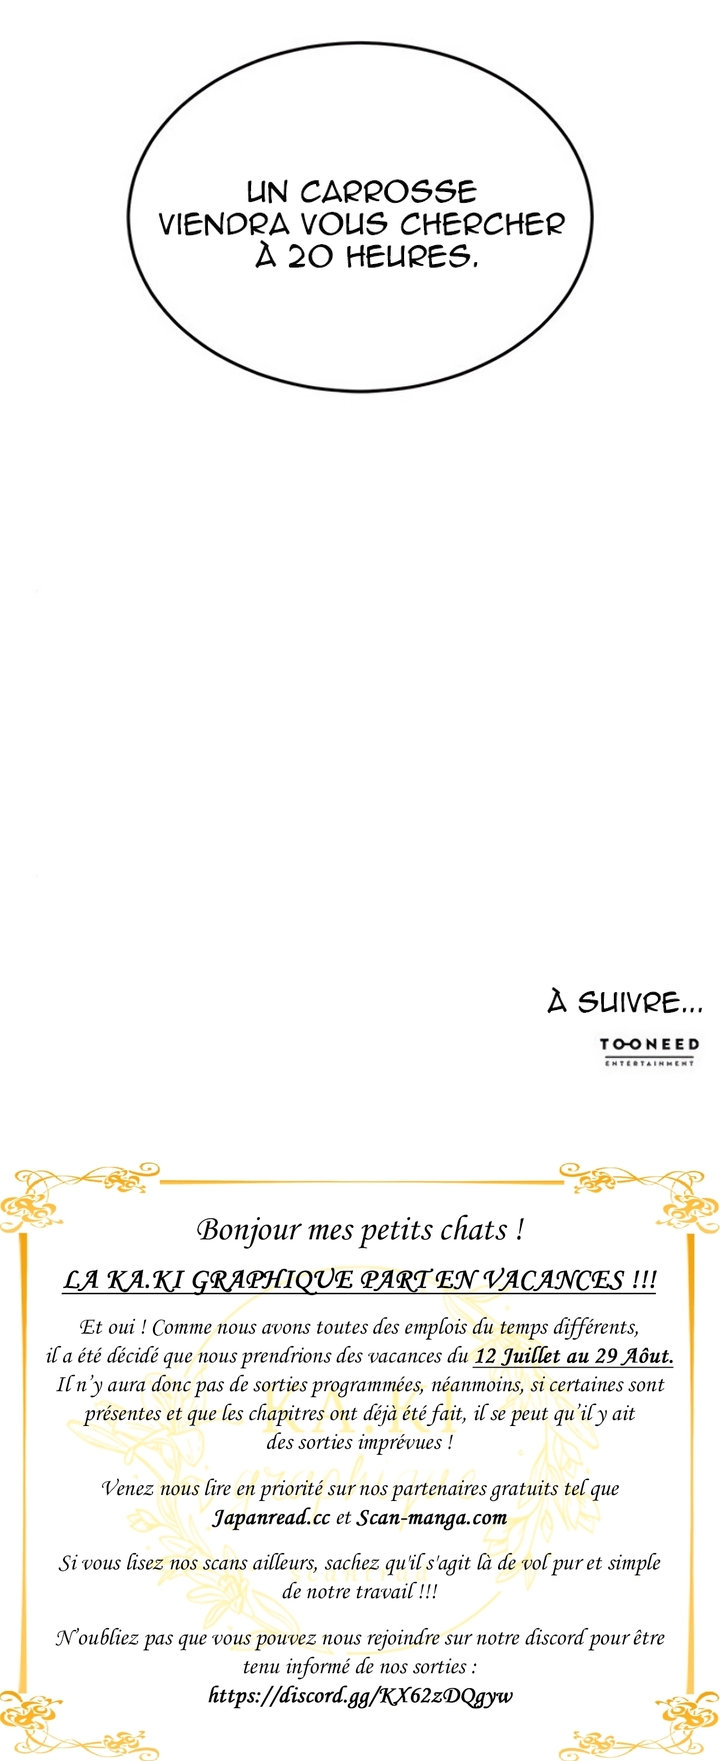 UN CARROSSE
VIENDRA VOUS CHERCHER
À 20 HEURES.
À SUIVRE...
TOONEED
ENTERTAINMENT
Bonjour mes petits chats !
LA KA.KI GRAPHIQUE PART EN VACANCES !!!
Et oui ! Comme nous avons toutes des emplois du temps différents,
il a été décidé que nous prendrions des vacances du 12 Juillet au 29 Aôut.
Il n'y aura donc pas de sorties programmées, néanmoins, si certaines sont
présentes et que les chapitres ont déjà été fait, il se peut qu'il y ait
des sorties imprévues !
KA.KI
graphique
Venez nous lire en priorité sur nos partenaires gratuits tel que
Japanread.cc et Scan-manga.com
Si vous lisez nos scans ailleurs, sachez qu'il s'agit là de vol pur et simple
de notre travail !!!
N'oubliez pas que vous pouvez nous rejoindre sur notre discord pour être
tenu informé de nos sorties :
https://discord.gg/KX62zDQgyw